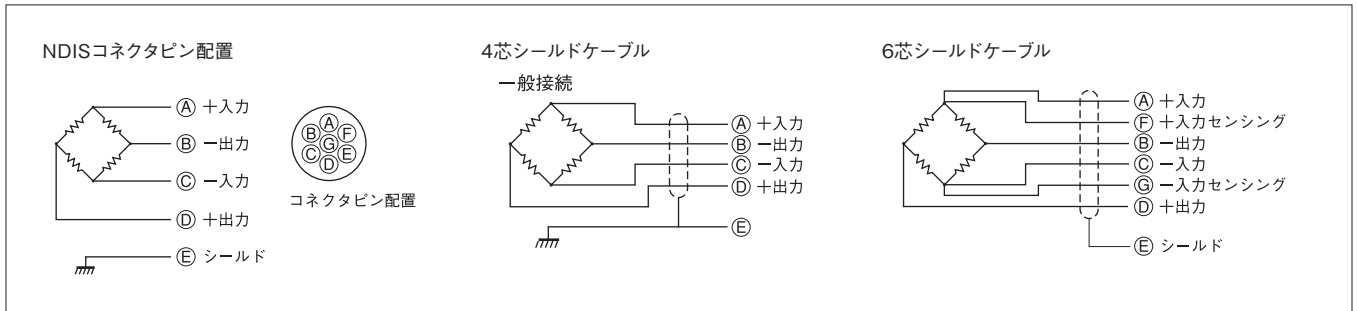 NDISコネクタピン配置
Ⓐ +入力
Ⓑ −出力
Ⓒ −入力
Ⓓ +出力
Ⓔ シールド
Ⓐ
Ⓑ Ⓕ
Ⓖ
Ⓒ Ⓔ
Ⓓ
コネクタピン配置
4芯シールドケーブル
一般接続
Ⓐ +入力
Ⓑ −出力
Ⓒ −入力
Ⓓ +出力
Ⓔ
6芯シールドケーブル
Ⓐ +入力
Ⓕ +入力センシング
Ⓑ −出力
Ⓒ −入力
Ⓖ −入力センシング
Ⓓ +出力
Ⓔ シールド